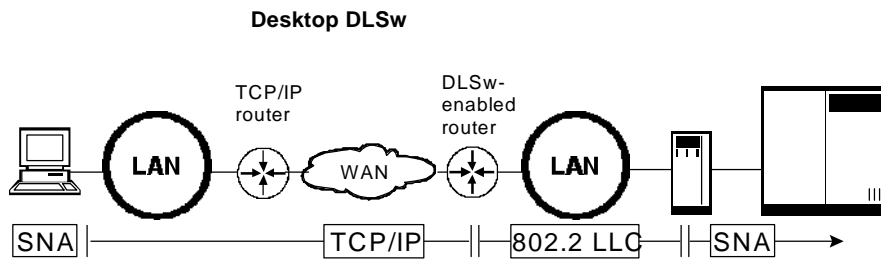 Desktop DLSw
TCP/IP
router
DLSw-
enabled
router
LAN
WAN
LAN
SNA
TCP/IP
802.2 LLC
SNA